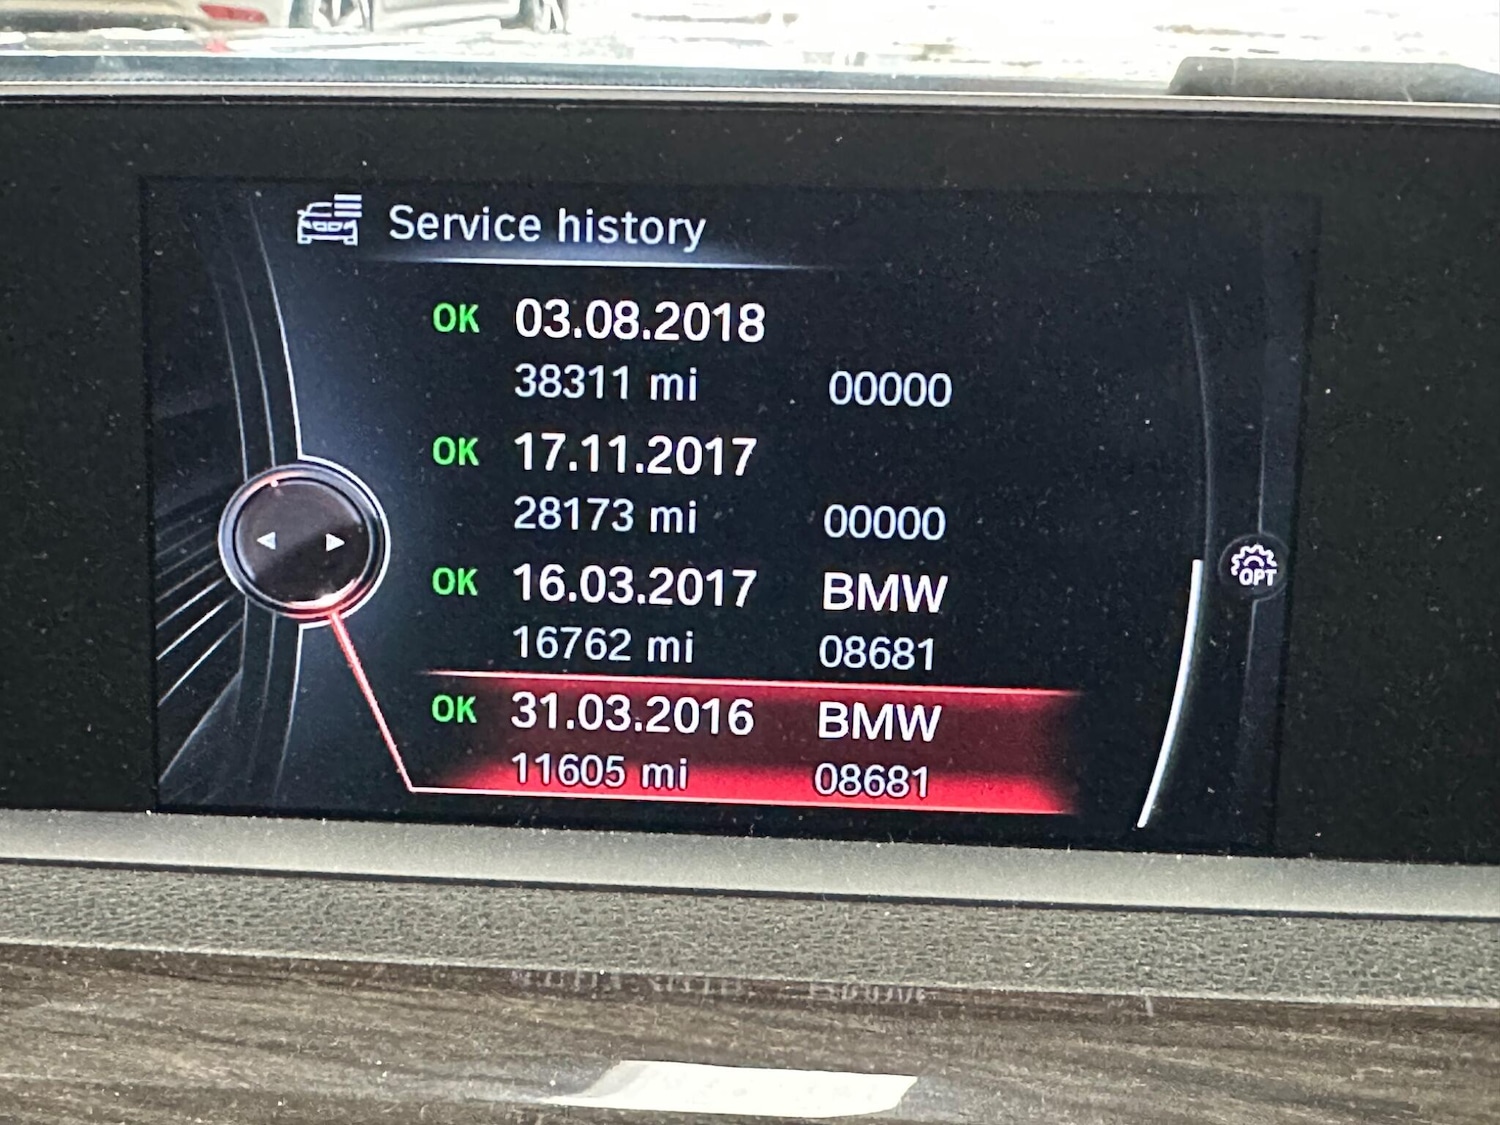 Service history
OK 03.08.2018
38311 mi 00000
OK 17.11.2017
28173 mi 00000
OK 16.03.2017 BMW
16762 mi 08681
OK 31.03.2016 BMW
11605 mi 08681
OPT